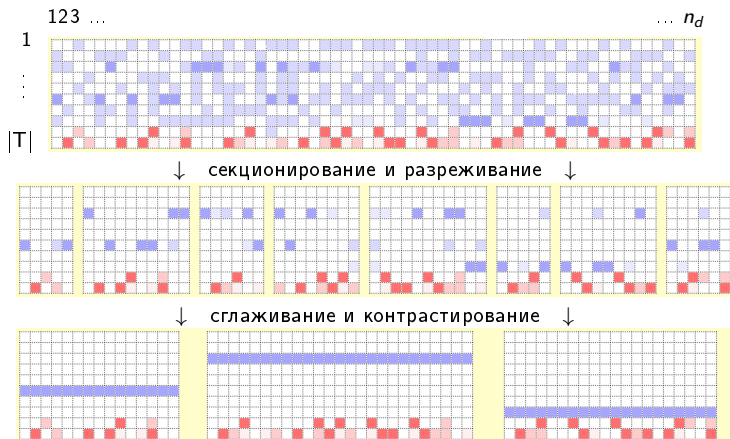 123 ... ... n_d
1
⋮
|T|
↓ секционирование и разреживание ↓
↓ сглаживание и контрастирование ↓